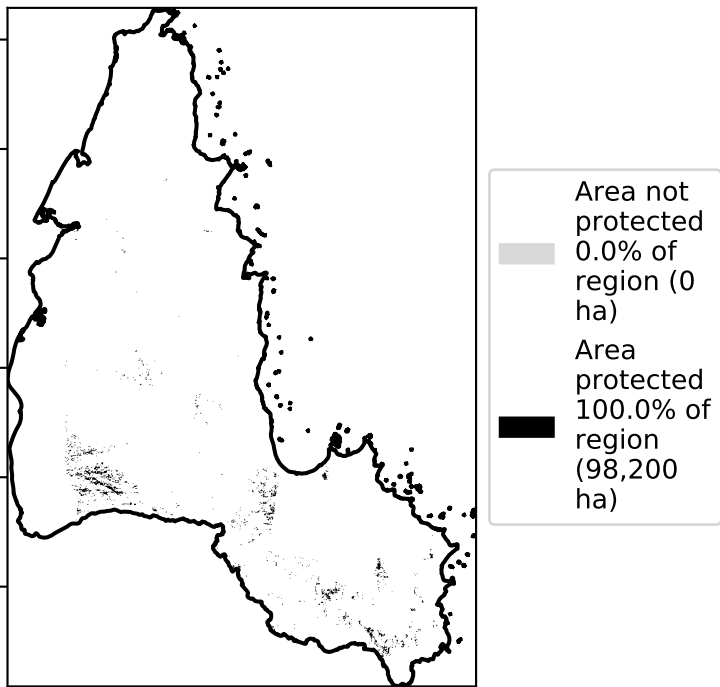 Area not
protected
0.0% of
region (0
ha)
Area
protected
100.0% of
region
(98,200
ha)